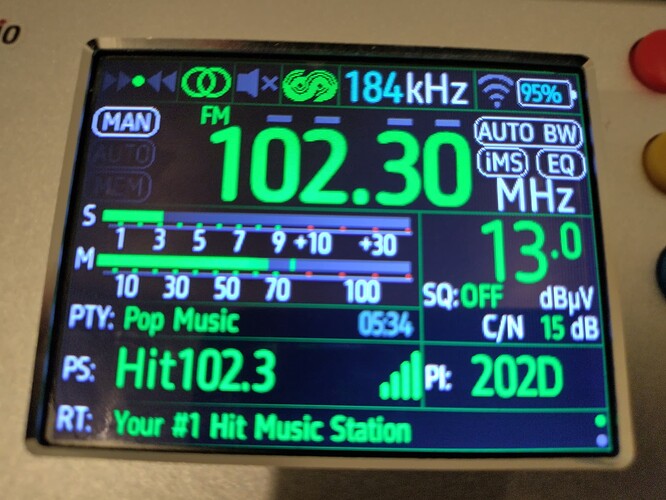 io
184kHz 95%
MAN FM AUTO BW
AUTO 102.30 iMS EQ
MEM MHz
S
1 3 5 7 9 +10 +30 13.0
M
10 30 50 70 100 SQ:OFF dBµV
PTY: Pop Music 05:34 C/N 15 dB
PS: Hit102.3 PI: 202D
RT: Your #1 Hit Music Station